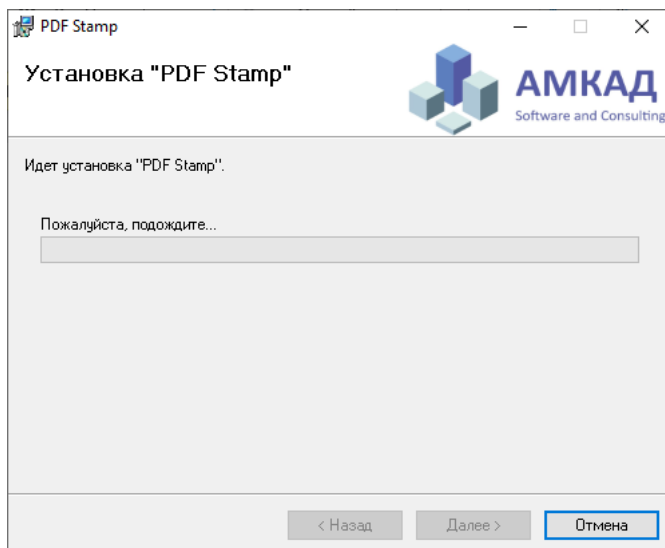 PDF Stamp
Установка "PDF Stamp"
АМКАД
Software and Consulting
Идет установка "PDF Stamp".
Пожалуйста, подождите...
< Назад
Далее >
Отмена